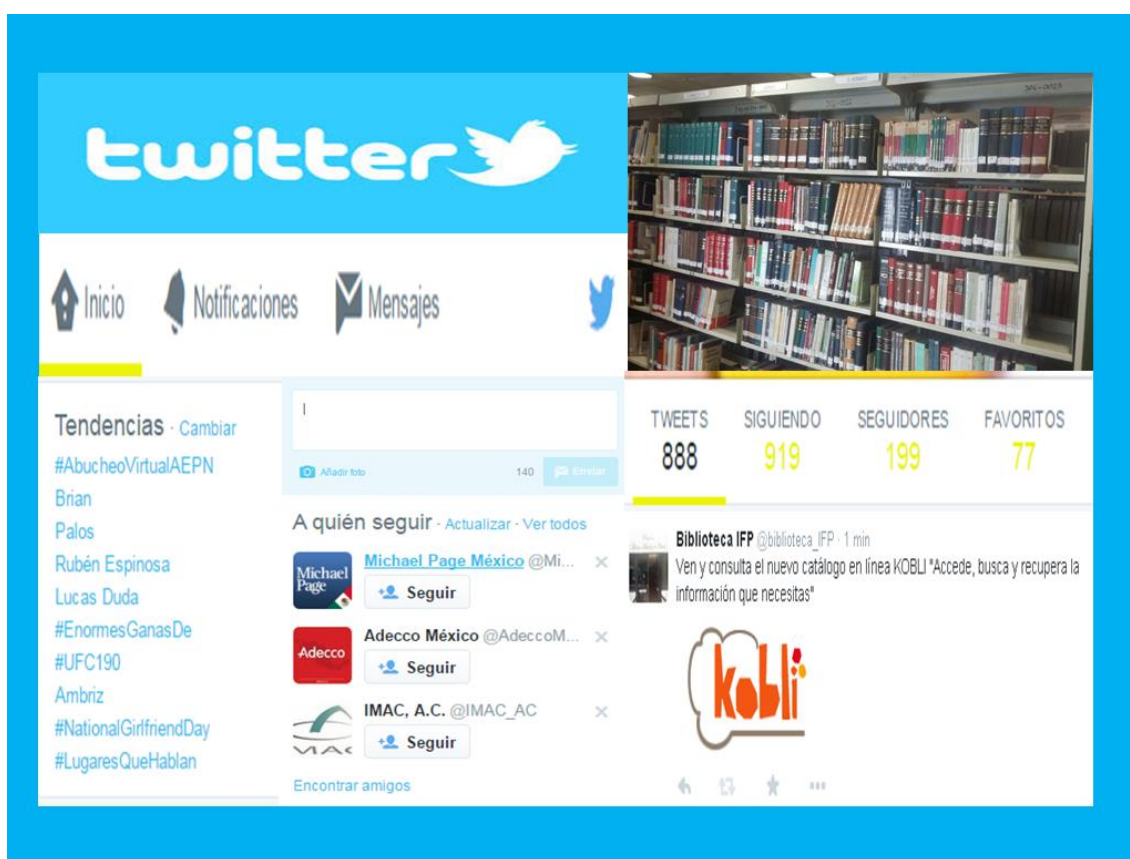 twitter
Inicio
Notificaciones
Mensajes
Tendencias · Cambiar
#AbucheoVirtualAEPN
Brian
Palos
Rubén Espinosa
Lucas Duda
#EnormesGanasDe
#UFC190
Ambriz
#NationalGirlfriendDay
#LugaresQueHablan
Añadir foto
140
Enviar
A quién seguir · Actualizar · Ver todos
Michael Page
Michael Page México @Mi...
Seguir
Adecco
Adecco México @AdeccoM...
Seguir
IMAC, A.C. @IMAC_AC
Seguir
Encontrar amigos
TWEETS SIGUIENDO SEGUIDORES FAVORITOS
888 919 199 77
Biblioteca IFP @biblioteca_IFP · 1 min
Ven y consulta el nuevo catálogo en línea KOBLI "Accede, busca y recupera la
información que necesitas"
kobli